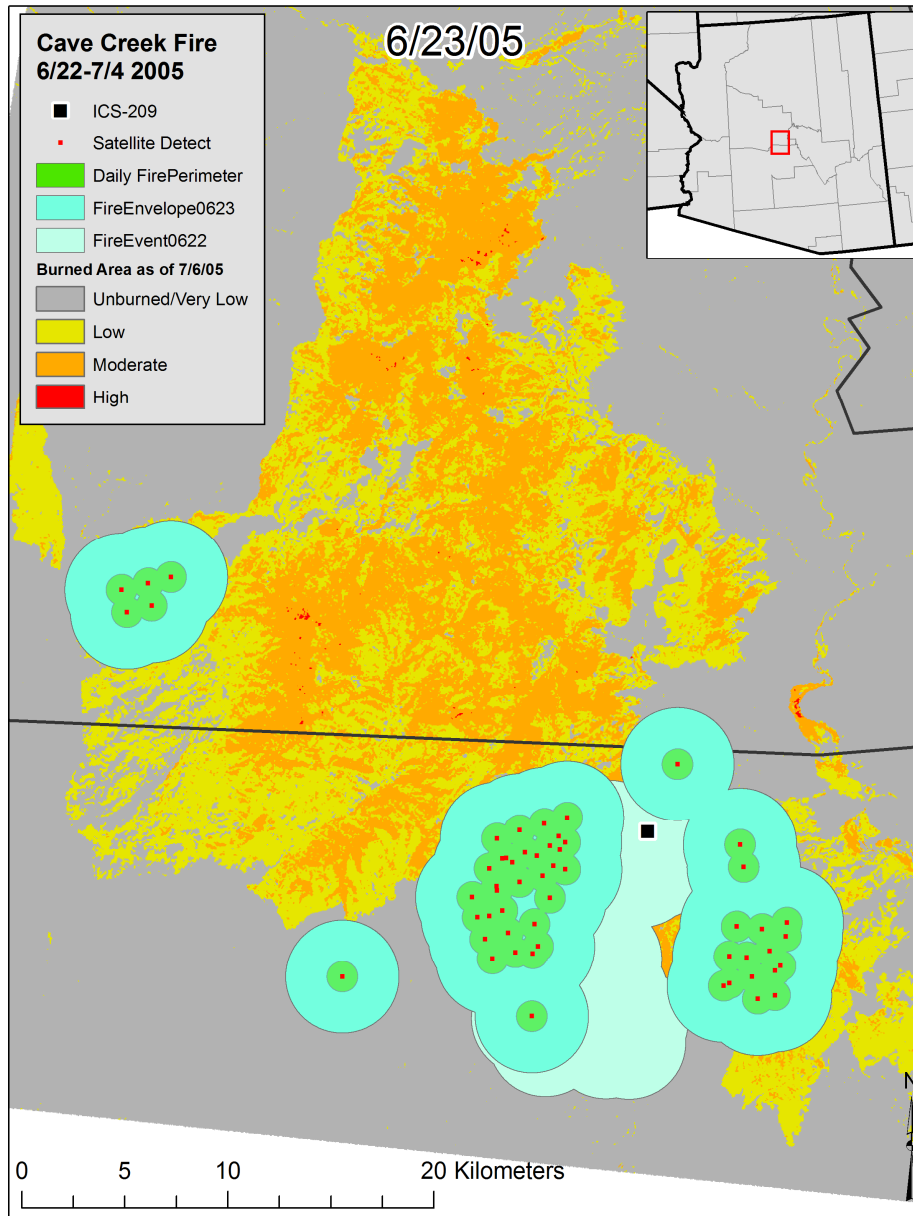 6/23/05
Cave Creek Fire
6/22-7/4 2005
ICS-209
Satellite Detect
Daily FirePerimeter
FireEnvelope0623
FireEvent0622
Burned Area as of 7/6/05
Unburned/Very Low
Low
Moderate
High
N
0 5 10 20 Kilometers